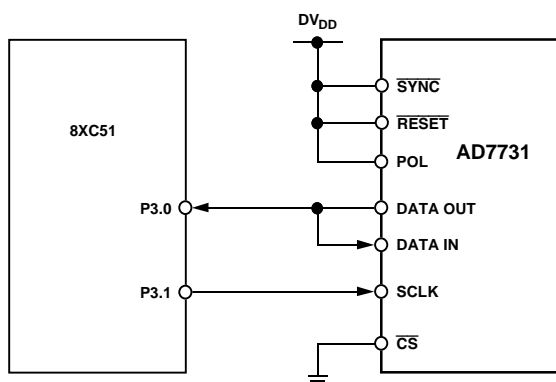 DVDD
SYNC
8XC51
RESET
AD7731
POL
P3.0
DATA OUT
DATA IN
P3.1
SCLK
CS